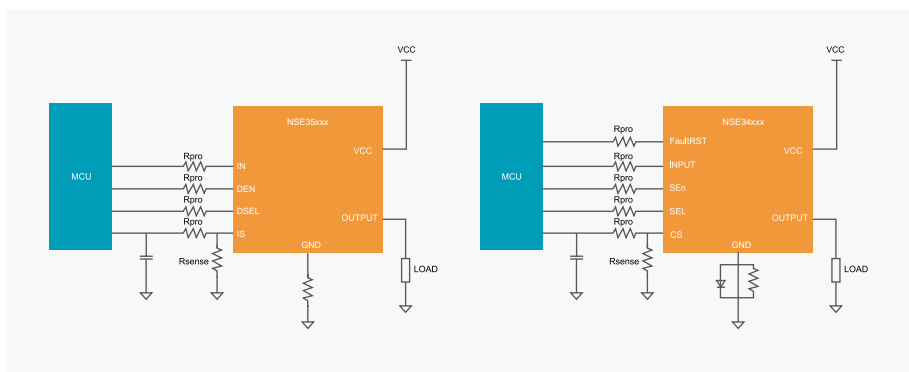 VCC
NSE35xxx
VCC
MCU
Rpro
IN
Rpro
DEN
Rpro
DSEL
OUTPUT
Rpro
IS
GND
Rsense
LOAD
VCC
NSE34xxx
Rpro
FaultRST
VCC
MCU
Rpro
INPUT
Rpro
SEn
Rpro
SEL
OUTPUT
Rpro
CS
GND
Rsense
LOAD